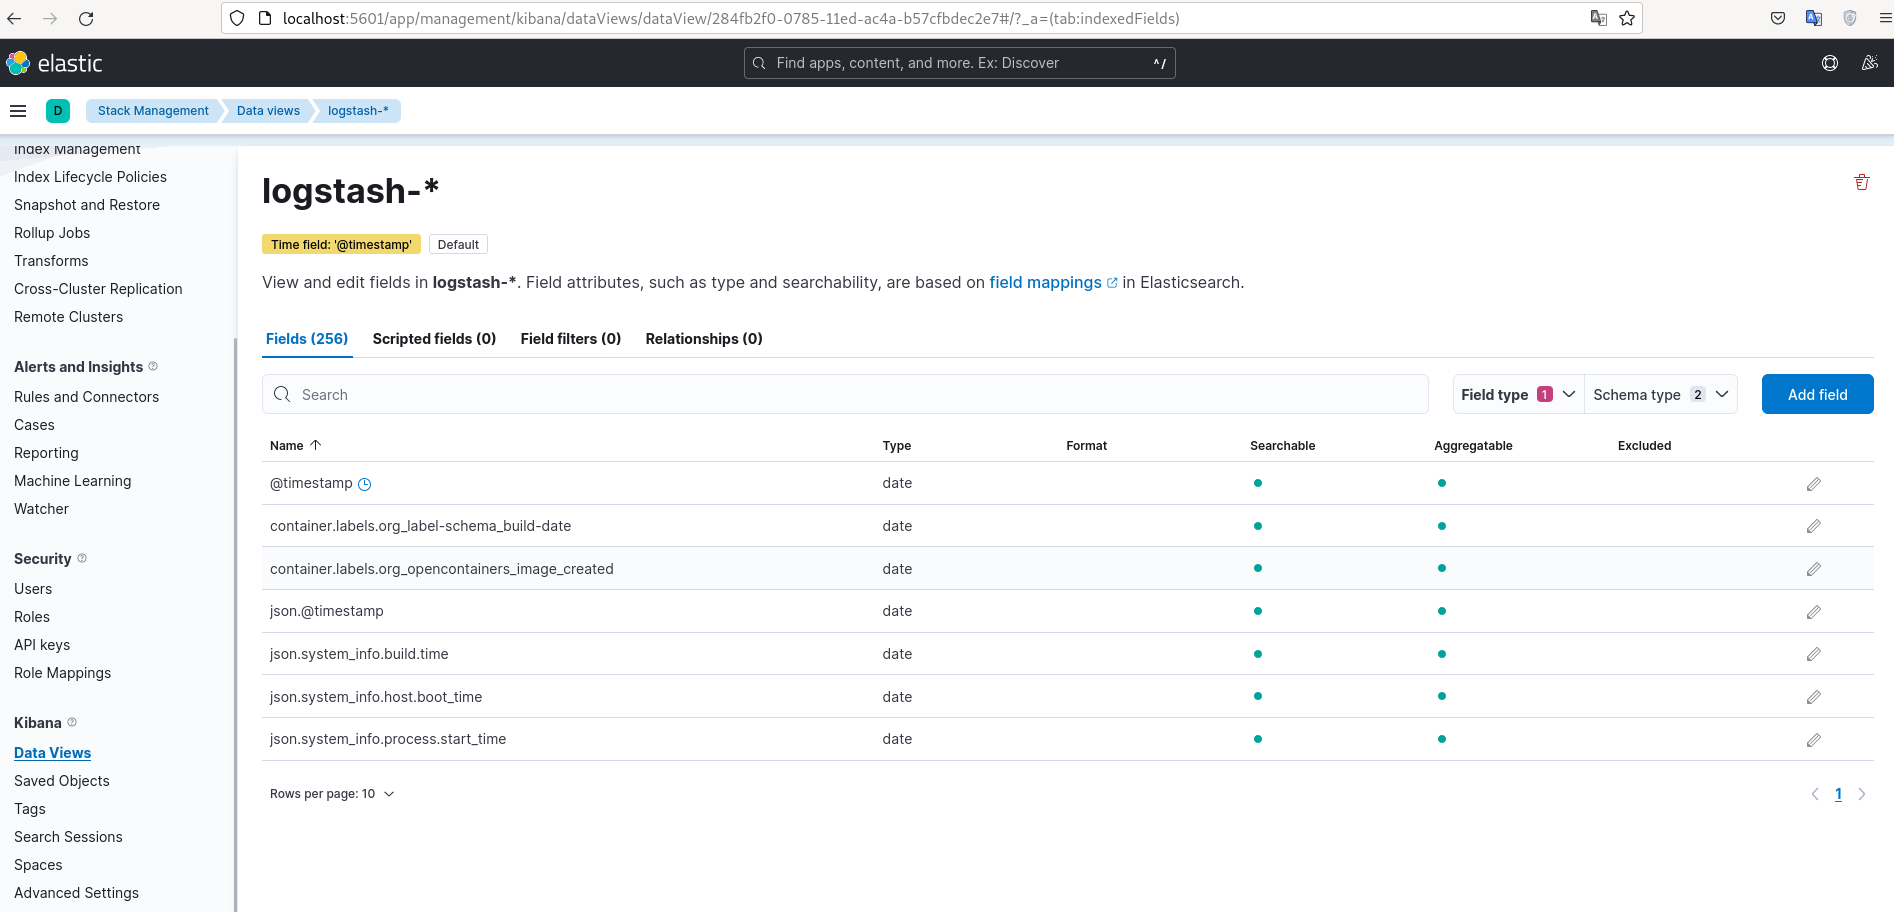 localhost:5601/app/management/kibana/dataViews/dataView/284fb2f0-0785-11ed-ac4a-b57cfbdec2e7#/?_a=(tab:indexedFields)
elastic
Find apps, content, and more. Ex: Discover ^/
D Stack Management Data views logstash-*
Index Management
Index Lifecycle Policies
Snapshot and Restore
Rollup Jobs
Transforms
Cross-Cluster Replication
Remote Clusters
Alerts and Insights
Rules and Connectors
Cases
Reporting
Machine Learning
Watcher
Security
Users
Roles
API keys
Role Mappings
Kibana
Data Views
Saved Objects
Tags
Search Sessions
Spaces
Advanced Settings
logstash-*
Time field: '@timestamp' Default
View and edit fields in logstash-*. Field attributes, such as type and searchability, are based on field mappings in Elasticsearch.
Fields (256) Scripted fields (0) Field filters (0) Relationships (0)
Search Field type 1 Schema type 2 Add field
Name Type Format Searchable Aggregatable Excluded
@timestamp date
container.labels.org_label-schema_build-date date
container.labels.org_opencontainers_image_created date
json.@timestamp date
json.system_info.build.time date
json.system_info.host.boot_time date
json.system_info.process.start_time date
Rows per page: 10 1